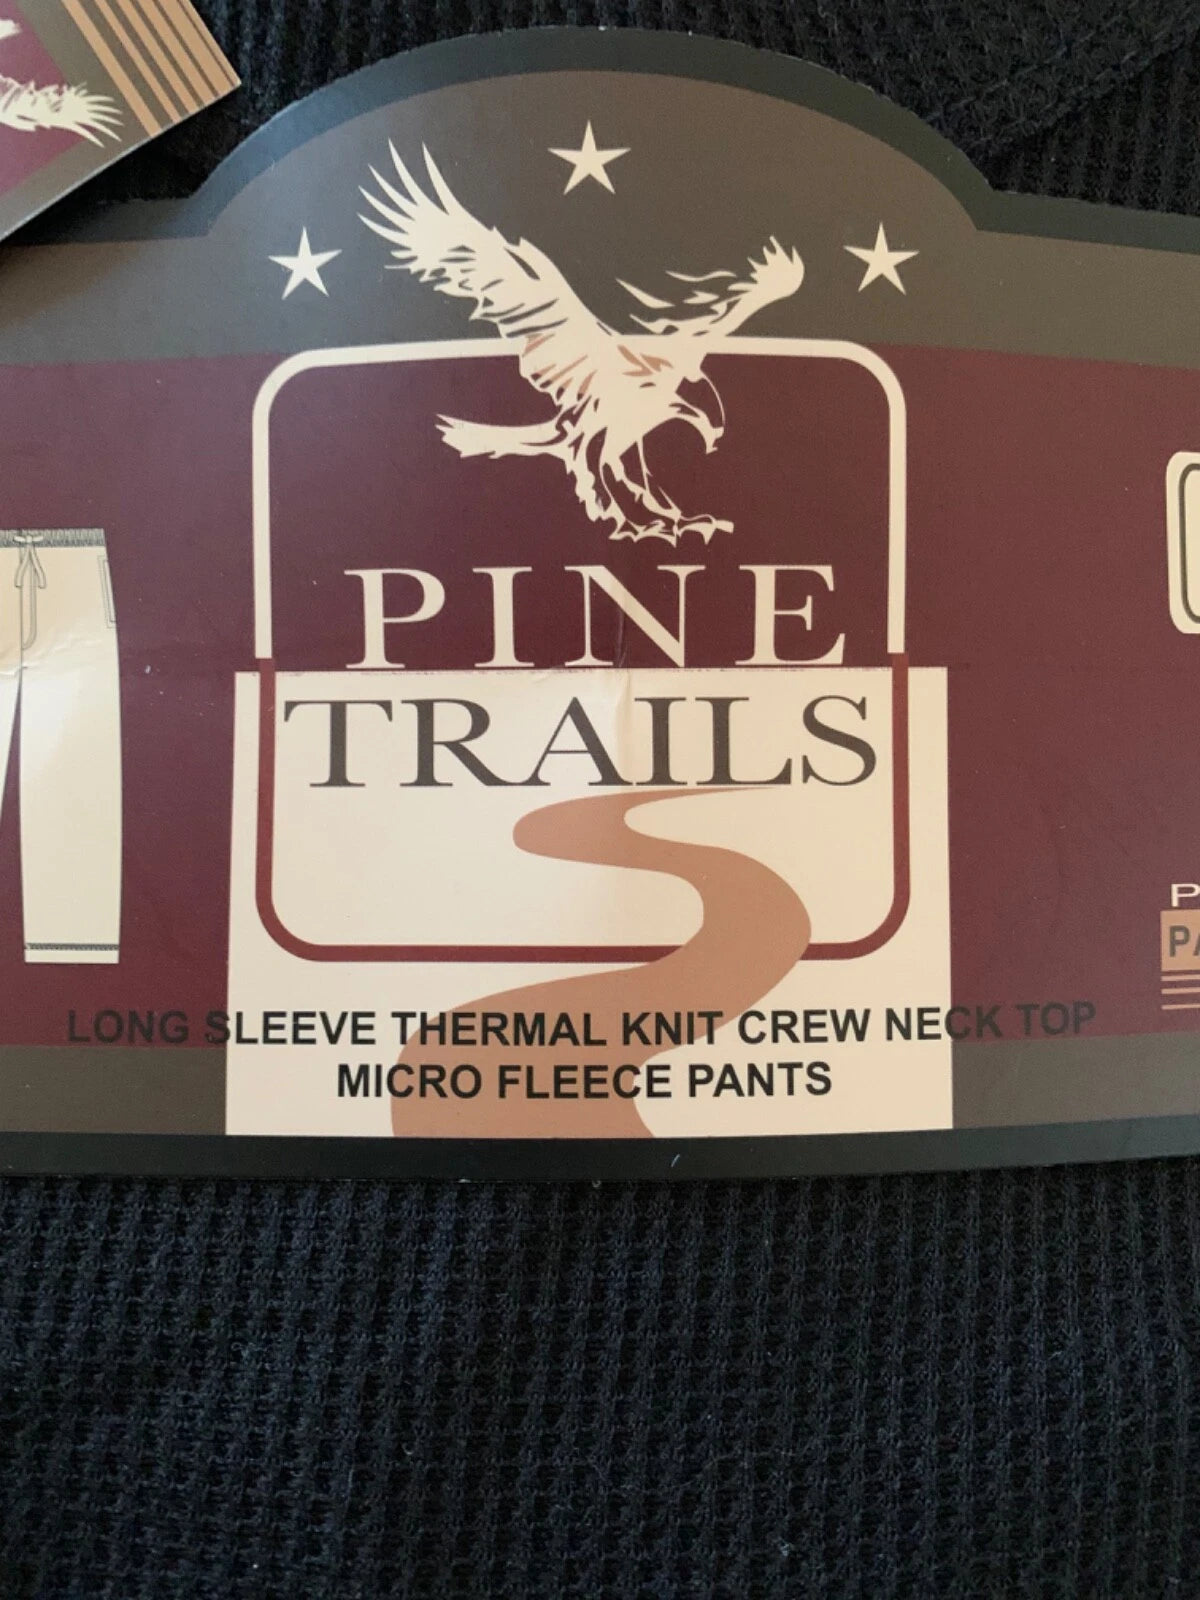 PINE
TRAILS
LONG SLEEVE THERMAL KNIT CREW NECK TOP
MICRO FLEECE PANTS